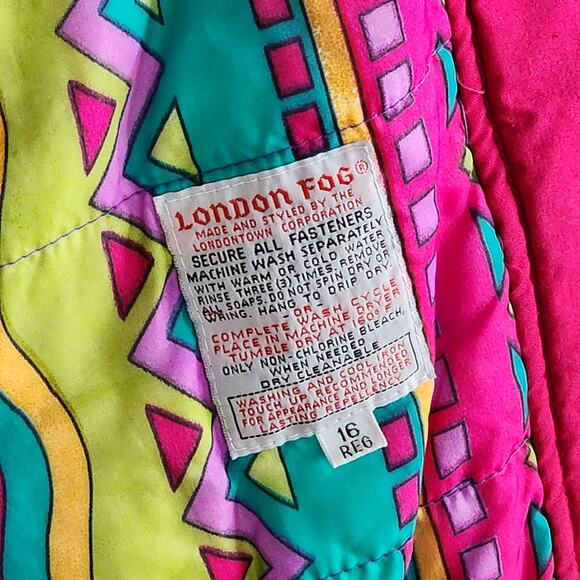 LONDON FOG®
MADE AND STYLED BY THE
LONDONTOWN CORPORATION
SECURE ALL FASTENERS
MACHINE WASH SEPARATELY
WITH WARM OR COLD WATER
RINSE THREE (3) TIMES. REMOVE
ALL SOAPS. DO NOT SPIN DRY OR
WRING. HANG TO DRIP DRY.
-OR-
COMPLETE WASH CYCLE
PLACE IN MACHINE DRYER
TUMBLE DRY AT 160°F
ONLY NON-CHLORINE BLEACH,
WHEN NEEDED
DRY CLEANABLE
WASHING AND COOL IRON
TOUCH UP RECOMMENDED
FOR APPEARANCE AND LONGER
LASTING REPELLENCY
16
REG